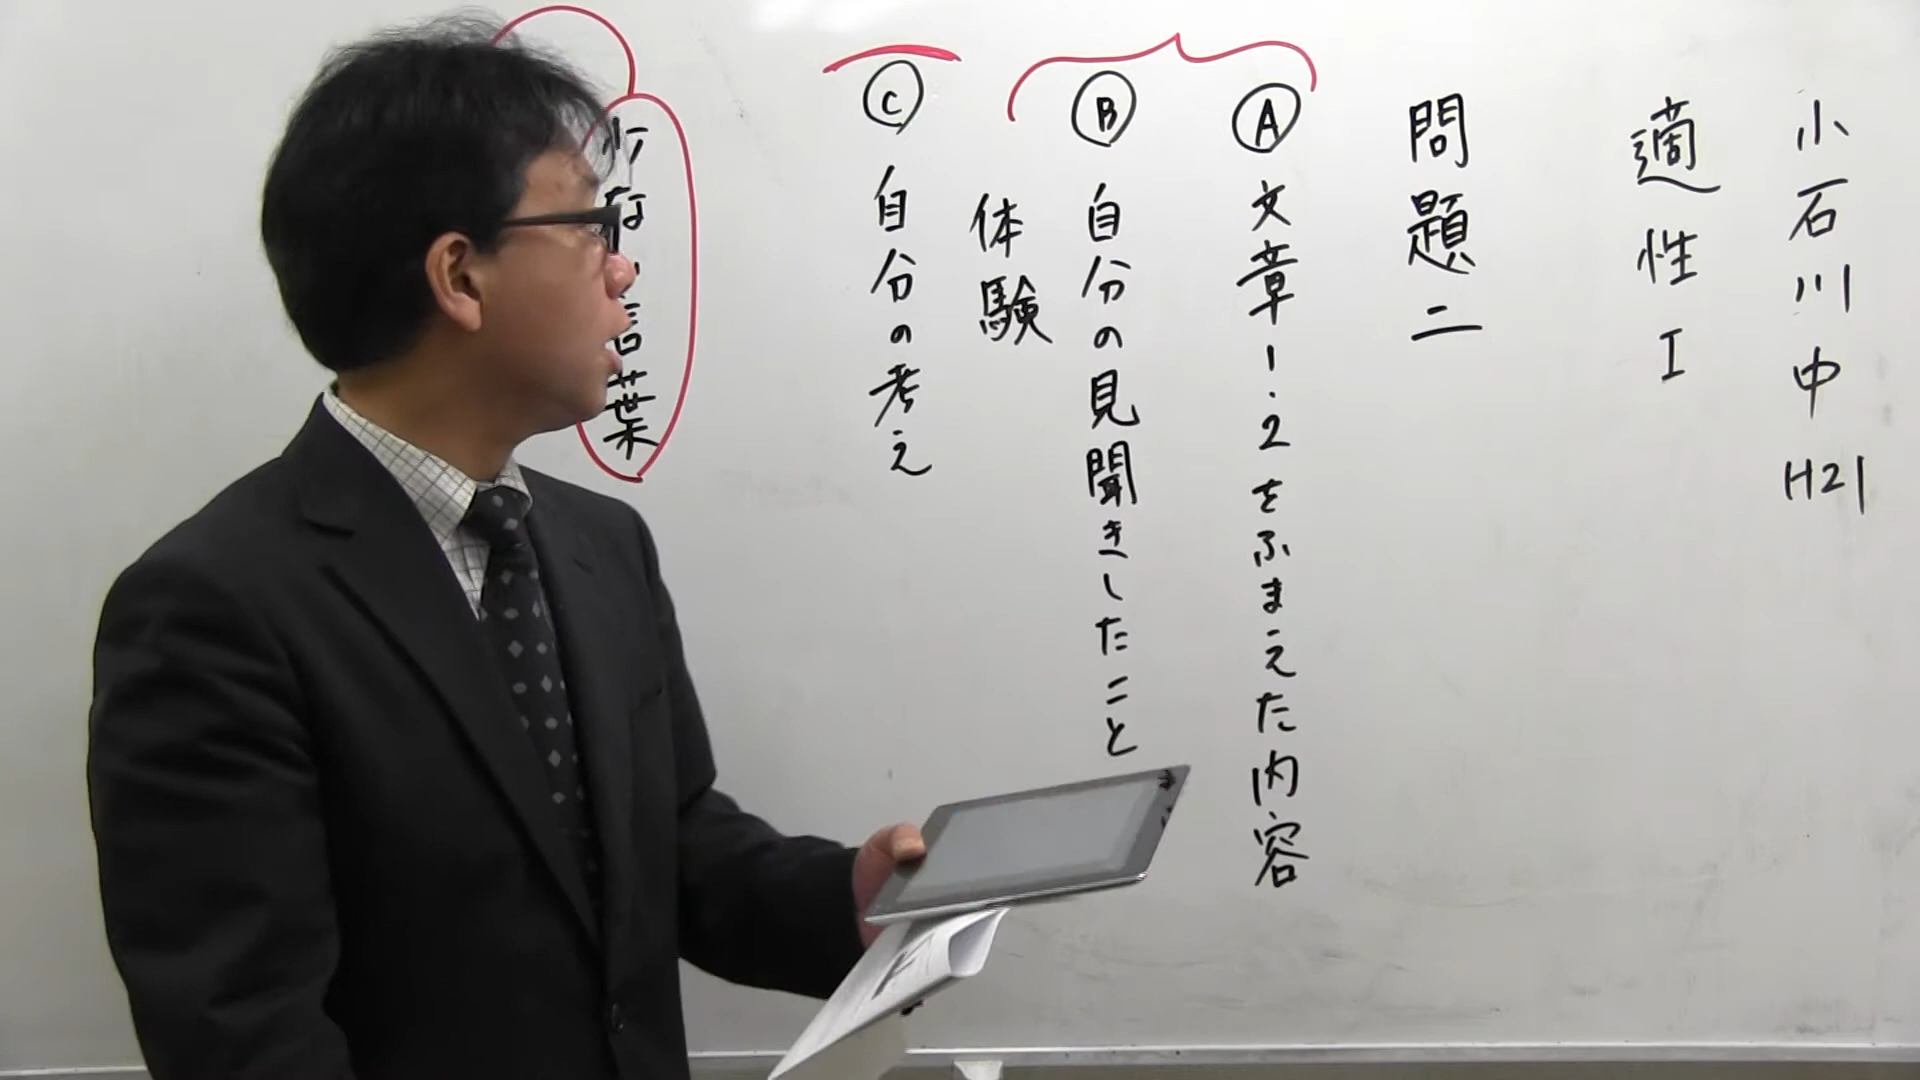 小石川中 H21
適性 I
問題二
Ⓐ 文章1・2をふまえた内容
Ⓑ 自分の見聞きしたこと
体験
Ⓒ 自分の考え
言葉